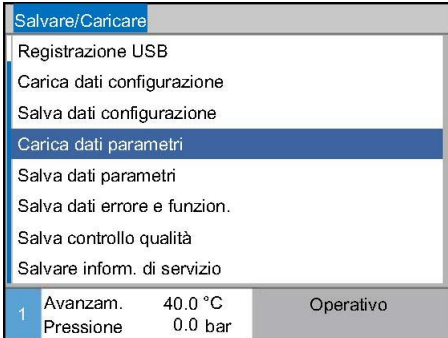 Salvare/Caricare
Registrazione USB
Carica dati configurazione
Salva dati configurazione
Carica dati parametri
Salva dati parametri
Salva dati errore e funzion.
Salva controllo qualità
Salvare inform. di servizio
1 Avanzam. 40.0 °C Operativo
Pressione 0.0 bar